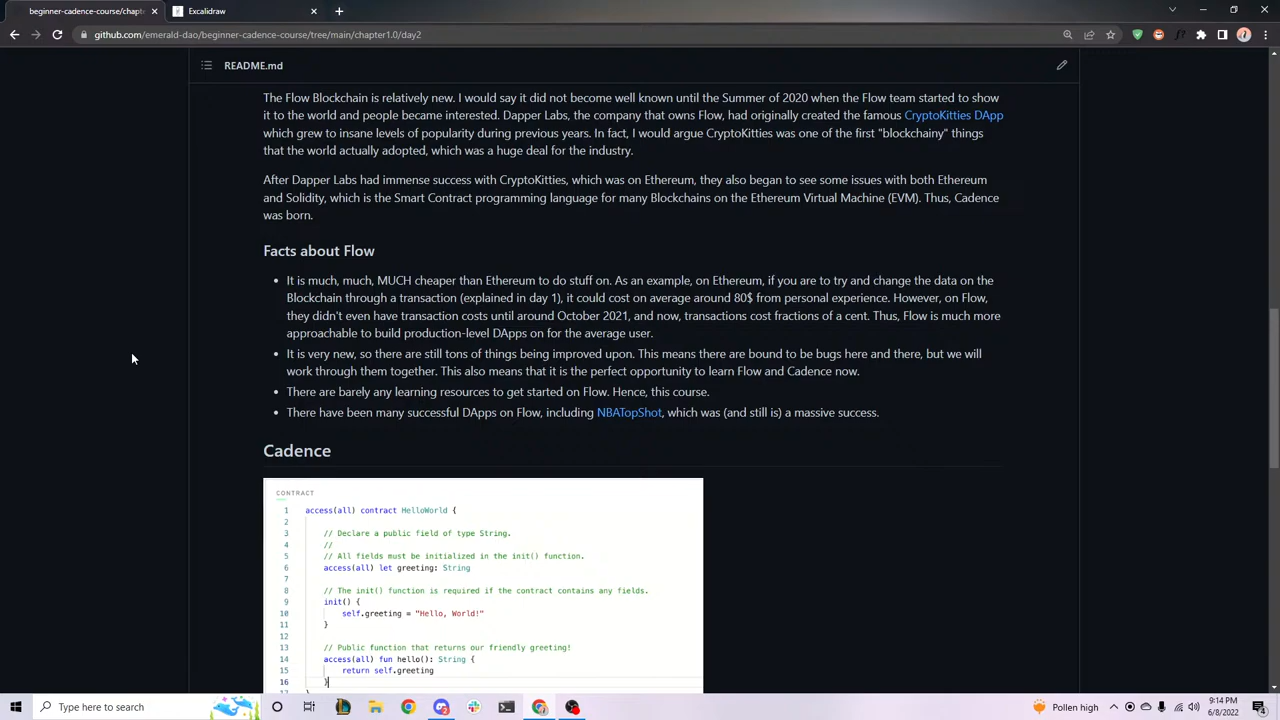 beginner-cadence-course/chapt
Excalidraw
github.com/emerald-dao/beginner-cadence-course/tree/main/chapter1.0/day2
README.md
The Flow Blockchain is relatively new. I would say it did not become well known until the Summer of 2020 when the Flow team started to show
it to the world and people became interested. Dapper Labs, the company that owns Flow, had originally created the famous CryptoKitties DApp
which grew to insane levels of popularity during previous years. In fact, I would argue CryptoKitties was one of the first "blockchainy" things
that the world actually adopted, which was a huge deal for the industry.
After Dapper Labs had immense success with CryptoKitties, which was on Ethereum, they also began to see some issues with both Ethereum
and Solidity, which is the Smart Contract programming language for many Blockchains on the Ethereum Virtual Machine (EVM). Thus, Cadence
was born.
Facts about Flow
• It is much, much, MUCH cheaper than Ethereum to do stuff on. As an example, on Ethereum, if you are to try and change the data on the
Blockchain through a transaction (explained in day 1), it could cost on average around 80$ from personal experience. However, on Flow,
they didn't even have transaction costs until around October 2021, and now, transactions cost fractions of a cent. Thus, Flow is much more
approachable to build production-level DApps on for the average user.
• It is very new, so there are still tons of things being improved upon. This means there are bound to be bugs here and there, but we will
work through them together. This also means that it is the perfect opportunity to learn Flow and Cadence now.
• There are barely any learning resources to get started on Flow. Hence, this course.
• There have been many successful DApps on Flow, including NBATopShot, which was (and still is) a massive success.
Cadence
CONTRACT
1 access(all) contract HelloWorld {
2
3 // Declare a public field of type String.
4 //
5 // All fields must be initialized in the init() function.
6 access(all) let greeting: String
7
8 // The init() function is required if the contract contains any fields.
9 init() {
10 self.greeting = "Hello, World!"
11 }
12
13 // Public function that returns our friendly greeting!
14 access(all) fun hello(): String {
15 return self.greeting
16 }
Type here to search
Pollen high
9:14 PM
6/8/2022